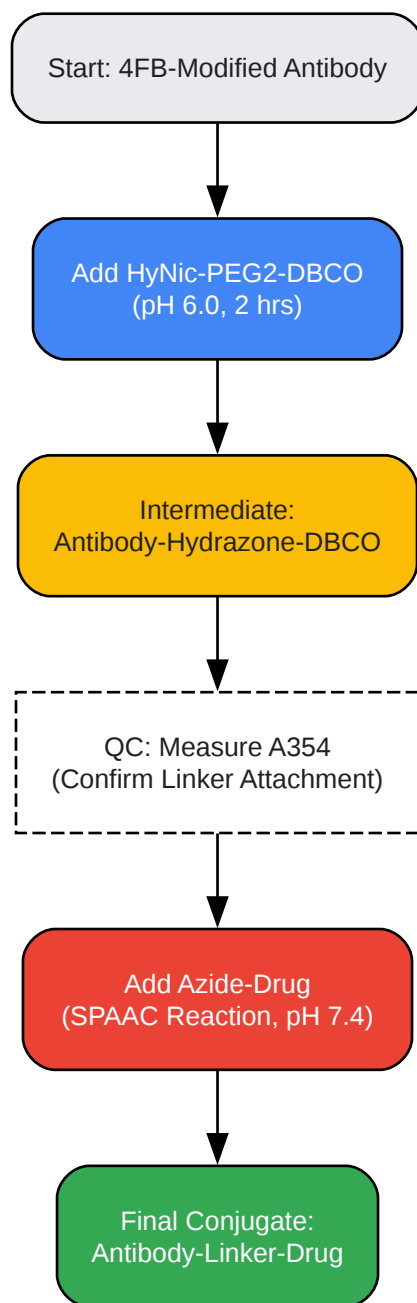 Start: 4FB-Modified Antibody
Add HyNic-PEG2-DBCO
(pH 6.0, 2 hrs)
Intermediate:
Antibody-Hydrazone-DBCO
QC: Measure A354
(Confirm Linker Attachment)
Add Azide-Drug
(SPAAC Reaction, pH 7.4)
Final Conjugate:
Antibody-Linker-Drug